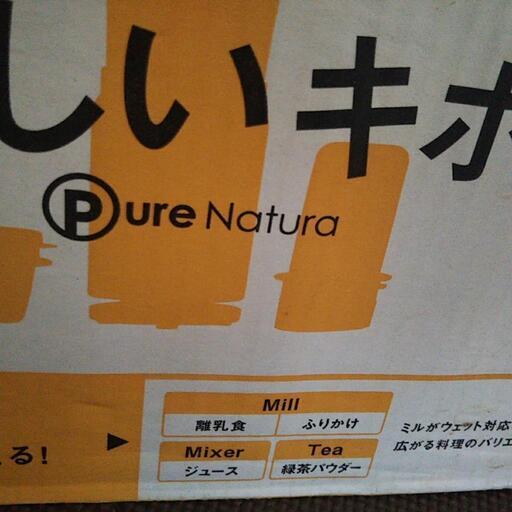 しいキホ
Pure Natura
Mill
離乳食 ふりかけ
Mixer
ジュース
Tea
緑茶パウダー
る!
ミルがウェット対応
広がる料理のバリエ